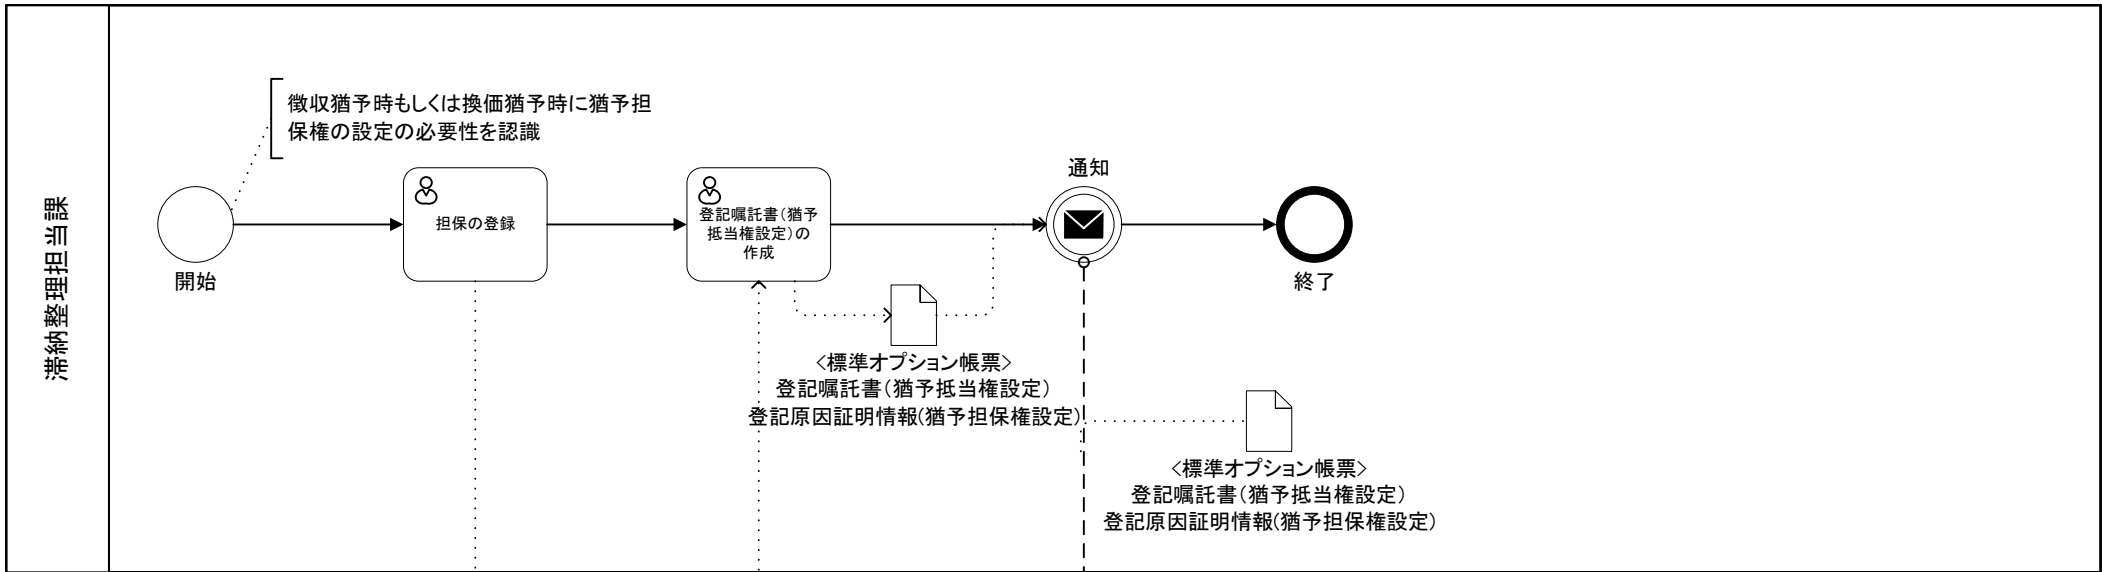 滞納整理担当課
徴収猶予時もしくは換価猶予時に猶予担
保権の設定の必要性を認識
開始
担保の登録
登記嘱託書(猶予
抵当権設定)の
作成
通知
終了
<標準オプション帳票>
登記嘱託書(猶予抵当権設定)
登記原因証明情報(猶予担保権設定)
<標準オプション帳票>
登記嘱託書(猶予抵当権設定)
登記原因証明情報(猶予担保権設定)